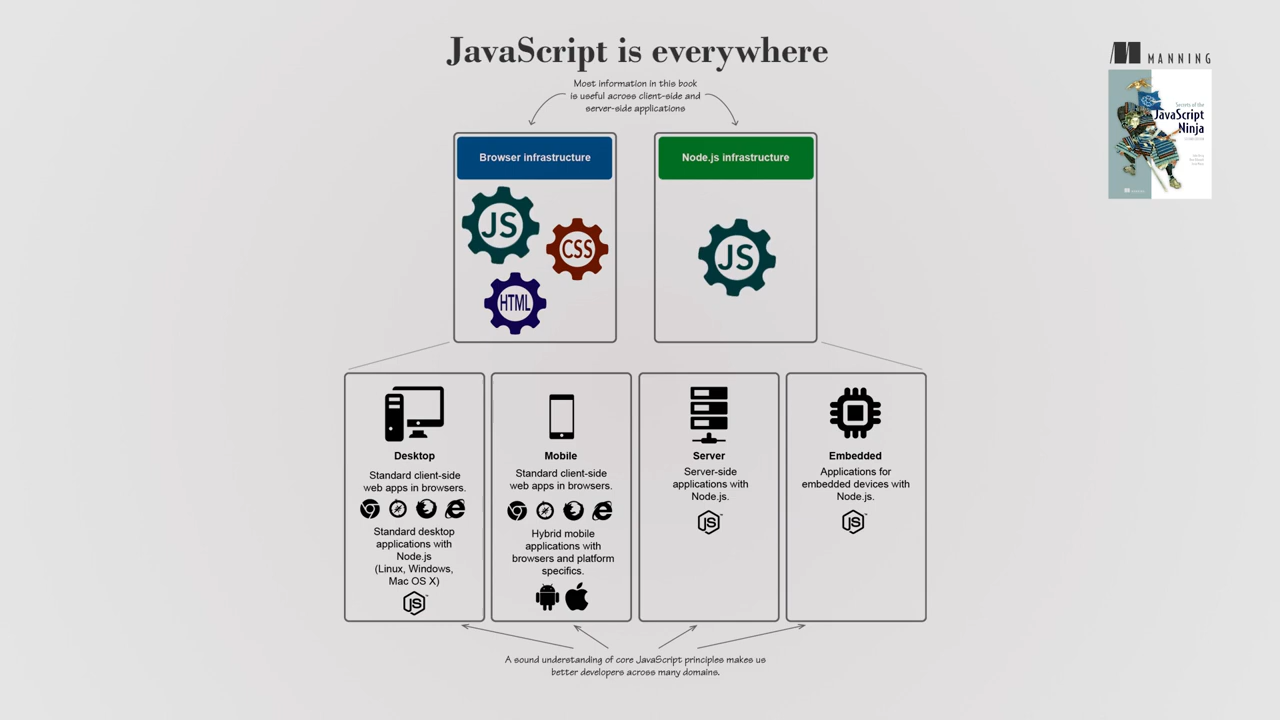 JavaScript is everywhere
Most information in this book
is useful across client-side and
server-side applications
MANNING
Secrets of the
JavaScript
Ninja
Browser infrastructure
Node.js infrastructure
JS
CSS
HTML
JS
Desktop
Standard client-side
web apps in browsers.
Standard desktop
applications with
Node.js
(Linux, Windows,
Mac OS X)
JS
Mobile
Standard client-side
web apps in browsers.
Hybrid mobile
applications with
browsers and platform
specifics.
Server
Server-side
applications with
Node.js.
JS
Embedded
Applications for
embedded devices with
Node.js.
JS
A sound understanding of core JavaScript principles makes us
better developers across many domains.